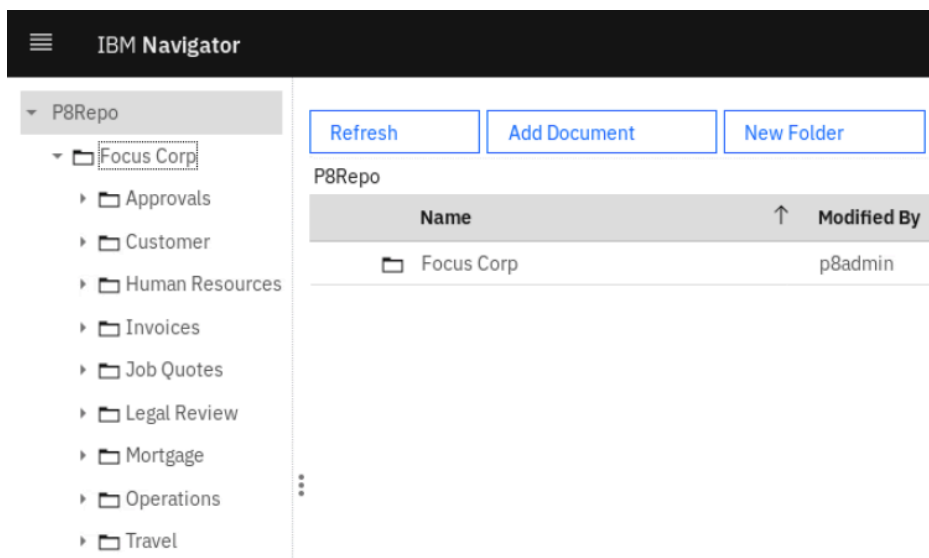 IBM Navigator
P8Repo
Focus Corp
Approvals
Customer
Human Resources
Invoices
Job Quotes
Legal Review
Mortgage
Operations
Travel
Refresh Add Document New Folder
P8Repo
Name Modified By
Focus Corp p8admin